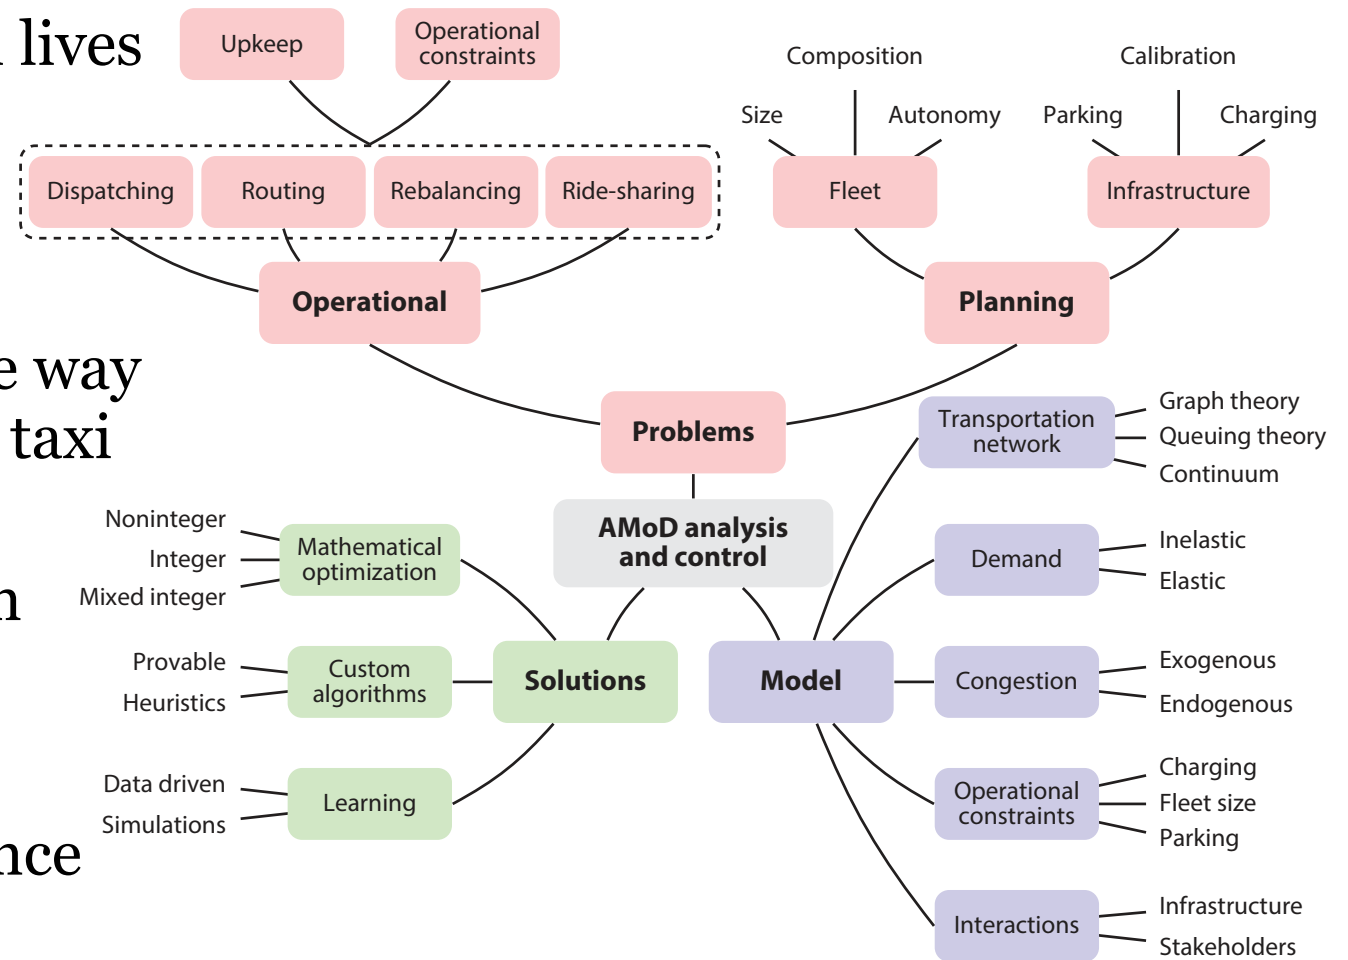 lives
Upkeep
Operational
constraints
Composition
Calibration
Size
Autonomy
Parking
Charging
Dispatching
Routing
Rebalancing
Ride-sharing
Fleet
Infrastructure
Operational
Planning
way
taxi
Problems
Transportation
network
Graph theory
Queuing theory
Continuum
AMoD analysis
and control
Noninteger
Integer
Mixed integer
Mathematical
optimization
Demand
Inelastic
Elastic
Provable
Heuristics
Custom
algorithms
Solutions
Model
Congestion
Exogenous
Endogenous
Data driven
Simulations
Learning
Operational
constraints
Charging
Fleet size
Parking
nce
Interactions
Infrastructure
Stakeholders